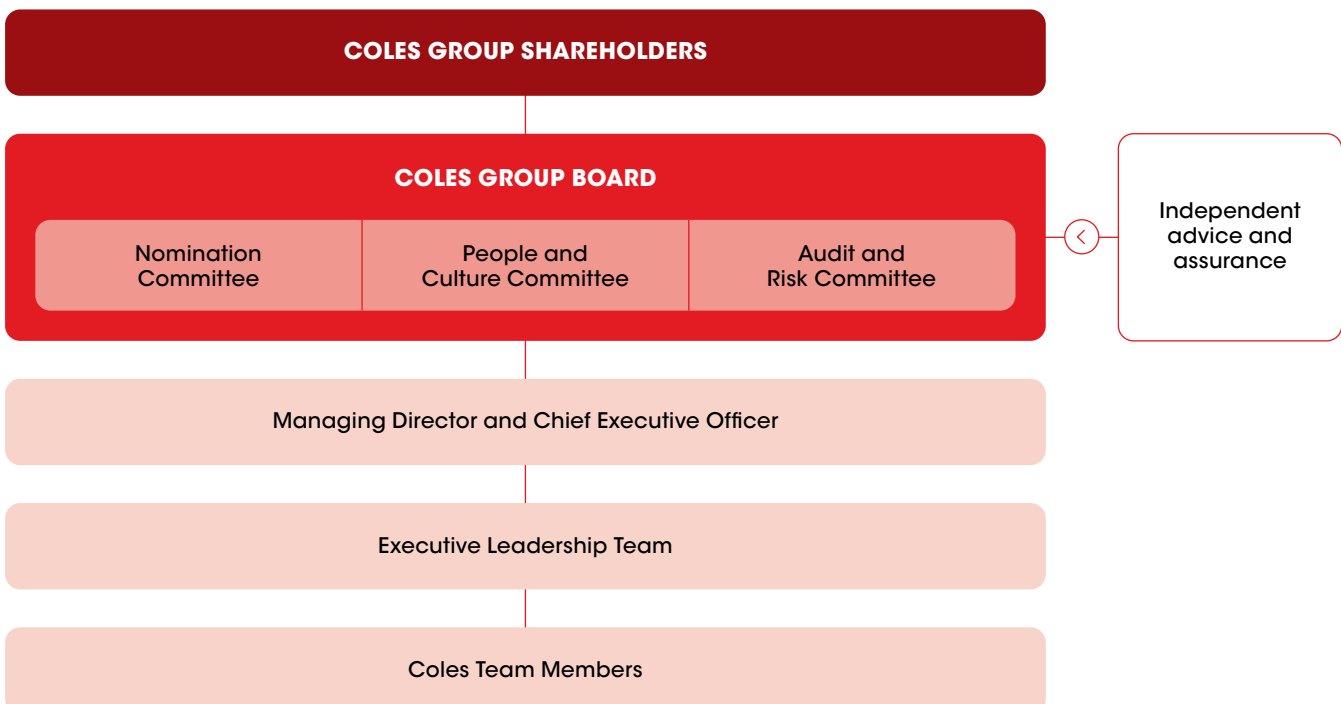 COLES GROUP SHAREHOLDERS
COLES GROUP BOARD
Nomination
Committee
People and
Culture Committee
Audit and
Risk Committee
Independent
advice and
assurance
Managing Director and Chief Executive Officer
Executive Leadership Team
Coles Team Members